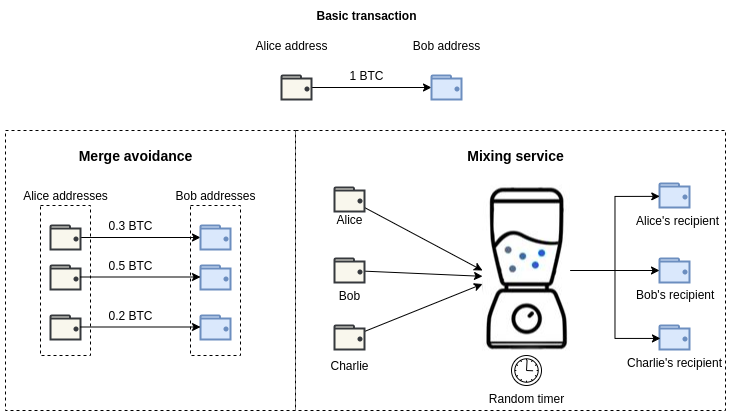 Basic transaction
Alice address
Bob address
1 BTC
Merge avoidance
Alice addresses
Bob addresses
0.3 BTC
0.5 BTC
0.2 BTC
Mixing service
Alice
Bob
Charlie
Random timer
Alice's recipient
Bob's recipient
Charlie's recipient